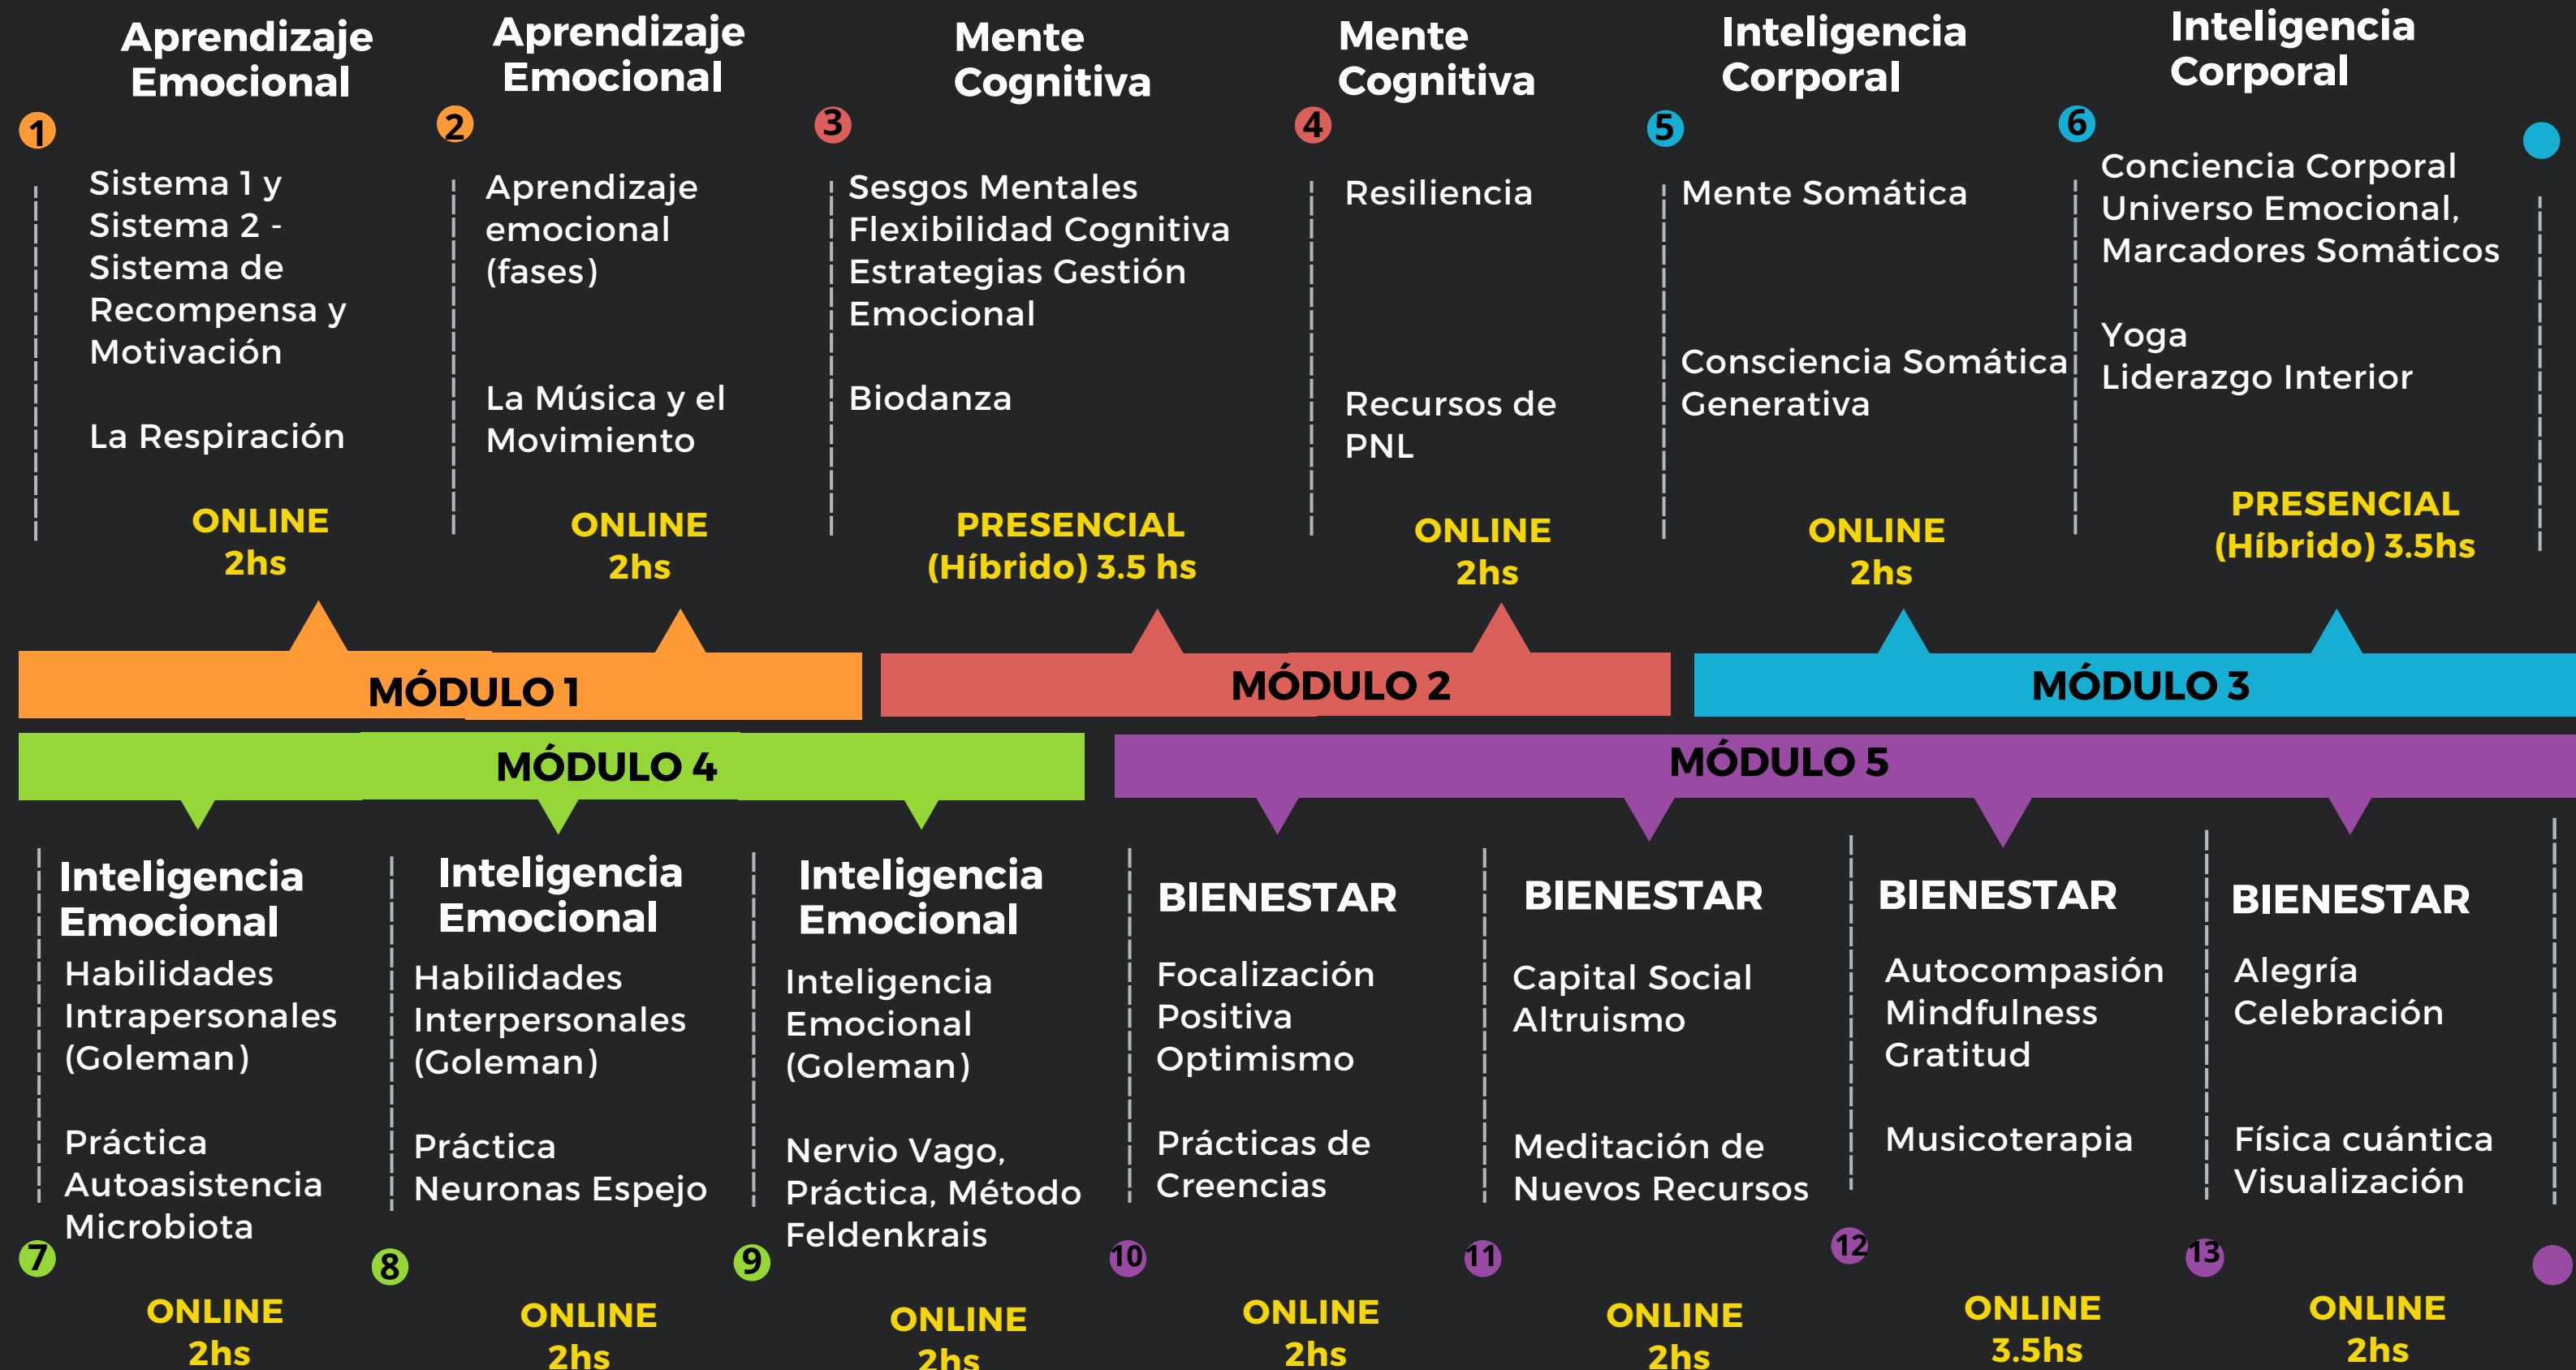 Aprendizaje
Emocional
1
Sistema 1 y
Sistema 2 -
Sistema de
Recompensa y
Motivación
La Respiración
ONLINE
2hs
Aprendizaje
Emocional
2
Aprendizaje
emocional
(fases)
La Música y el
Movimiento
ONLINE
2hs
Mente
Cognitiva
3
Sesgos Mentales
Flexibilidad Cognitiva
Estrategias Gestión
Emocional
Biodanza
PRESENCIAL
(Híbrido) 3.5 hs
Mente
Cognitiva
4
Resiliencia
Recursos de
PNL
ONLINE
2hs
Inteligencia
Corporal
5
Mente Somática
Consciencia Somática
Generativa
ONLINE
2hs
Inteligencia
Corporal
6
Conciencia Corporal
Universo Emocional,
Marcadores Somáticos
Yoga
Liderazgo Interior
PRESENCIAL
(Híbrido) 3.5hs
MÓDULO 1
MÓDULO 2
MÓDULO 3
MÓDULO 4
MÓDULO 5
Inteligencia
Emocional
Habilidades
Intrapersonales
(Goleman)
Práctica
Autoasistencia
Microbiota
7
ONLINE
2hs
Inteligencia
Emocional
Habilidades
Interpersonales
(Goleman)
Práctica
Neuronas Espejo
8
ONLINE
2hs
Inteligencia
Emocional
Inteligencia
Emocional
(Goleman)
Nervio Vago,
Práctica, Método
Feldenkrais
9
ONLINE
2hs
BIENESTAR
Focalización
Positiva
Optimismo
Prácticas de
Creencias
10
ONLINE
2hs
BIENESTAR
Capital Social
Altruismo
Meditación de
Nuevos Recursos
11
ONLINE
2hs
BIENESTAR
Autocompasión
Mindfulness
Gratitud
Musicoterapia
12
ONLINE
3.5hs
BIENESTAR
Alegría
Celebración
Física cuántica
Visualización
13
ONLINE
2hs